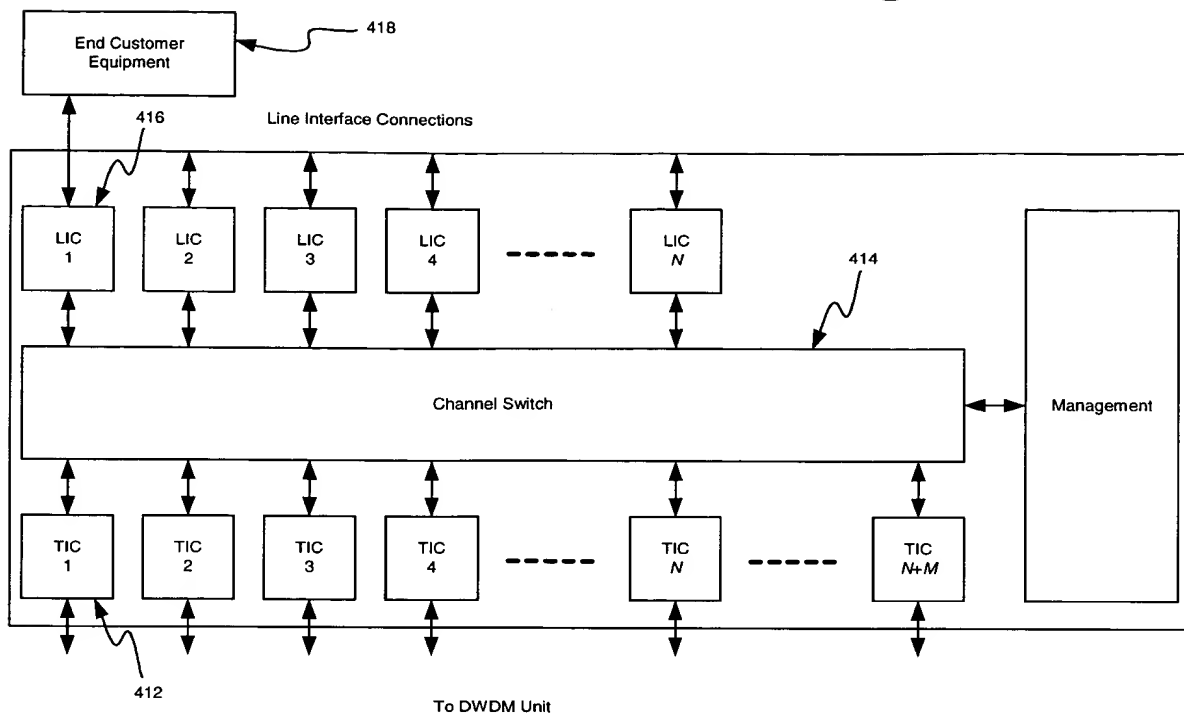 End Customer
Equipment
418
416
Line Interface Connections
LIC
1
LIC
2
LIC
3
LIC
4
LIC
N
414
Channel Switch
Management
TIC
1
TIC
2
TIC
3
TIC
4
TIC
N
TIC
N+M
412
To DWDM Unit